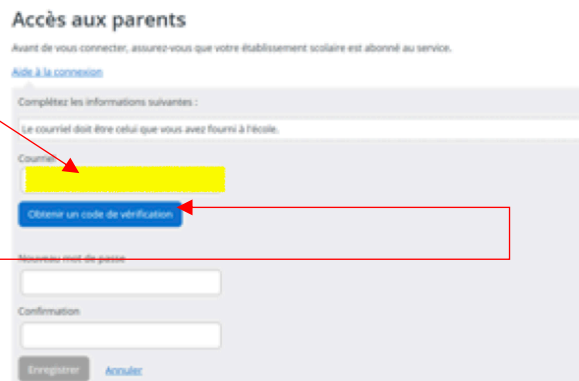 Accès aux parents
Avant de vous connecter, assurez-vous que votre établissement scolaire est abonné au service.
Aide à la connexion
Complétez les informations suivantes :
Le courriel doit être celui que vous avez fourni à l'école.
Courriel
Obtenir un code de vérification
Nouveau mot de passe
Confirmation
Enregistrer Annuler